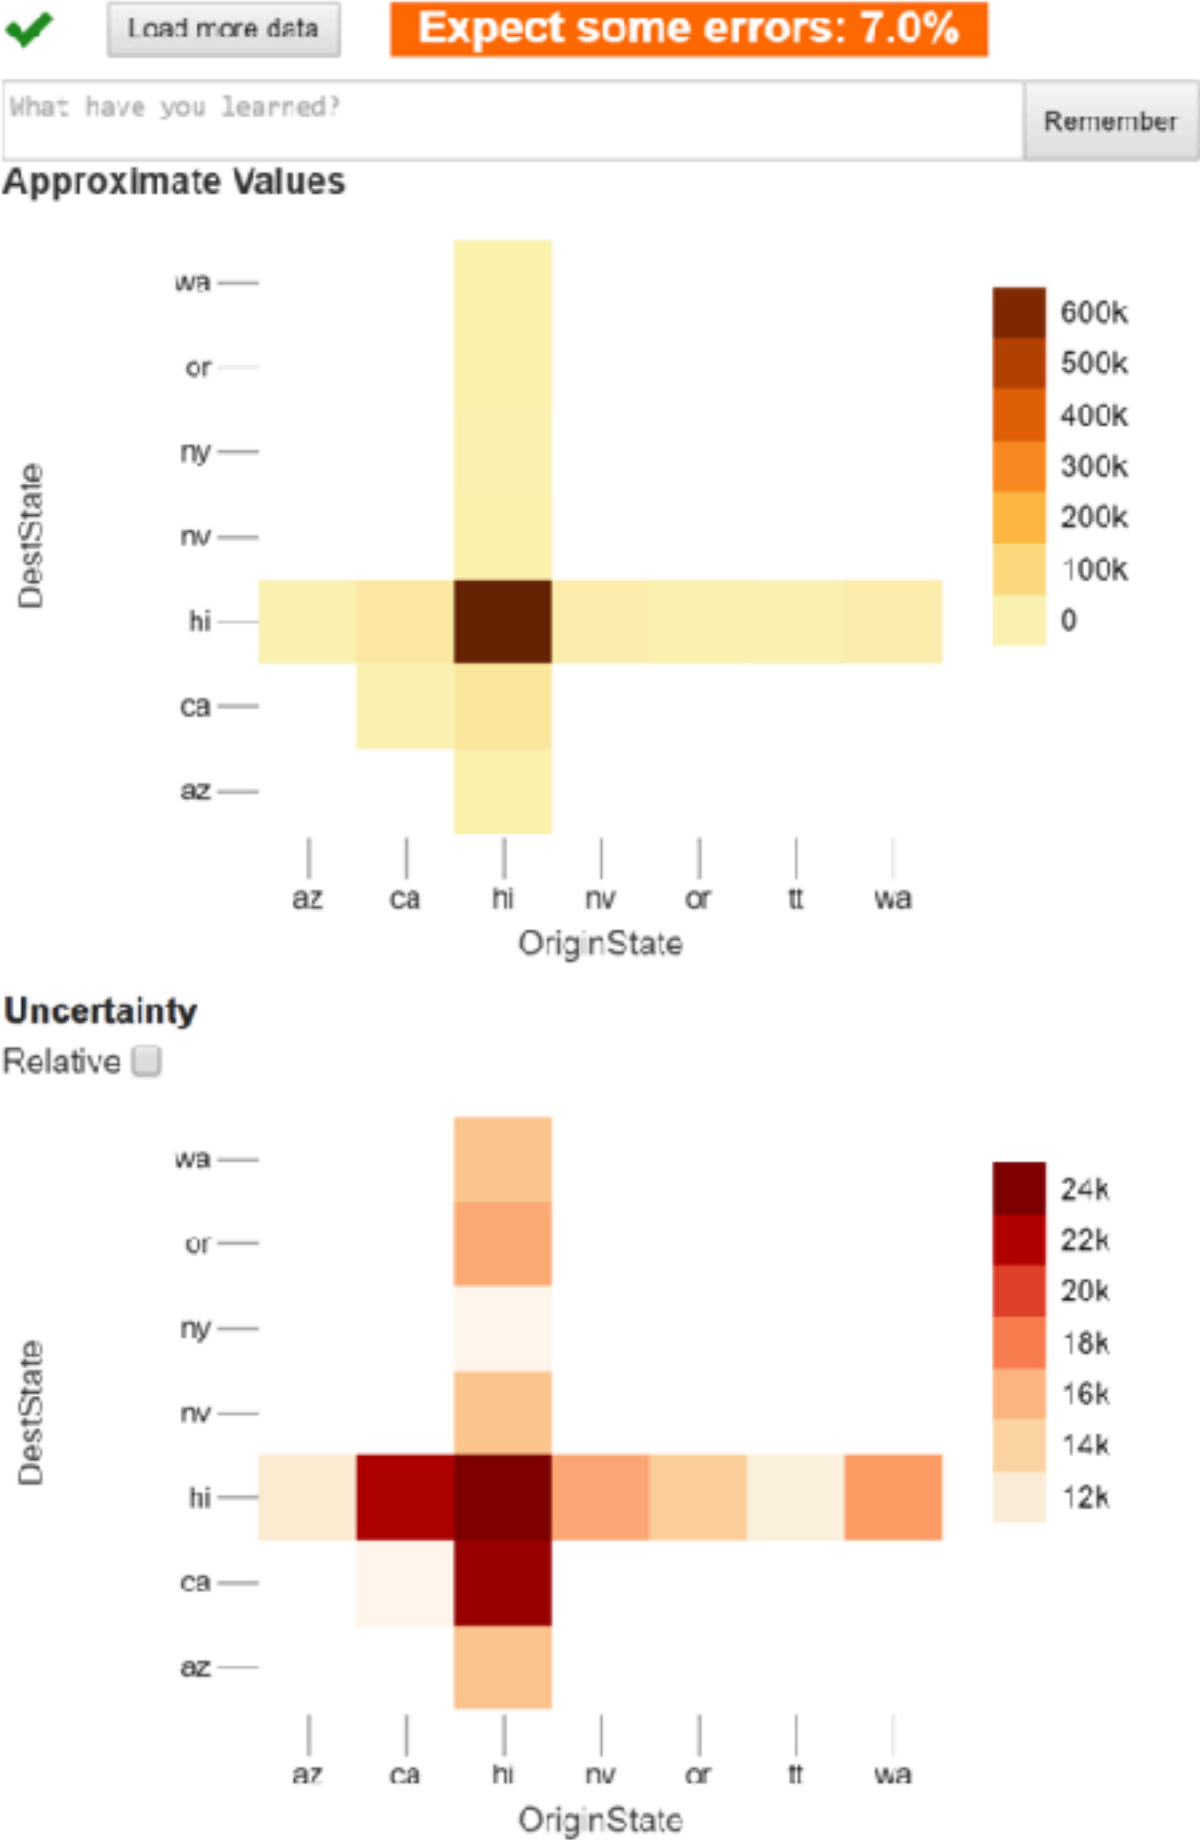 Load more data
Expect some errors: 7.0%
What have you learned?
Remember
Approximate Values
wa
or
ny
nv
hi
ca
az
DestState
600k
500k
400k
300k
200k
100k
0
az ca hi nv or tt wa
OriginState
Uncertainty
Relative
wa
or
ny
nv
hi
ca
az
DestState
24k
22k
20k
18k
16k
14k
12k
az ca hi nv or tt wa
OriginState